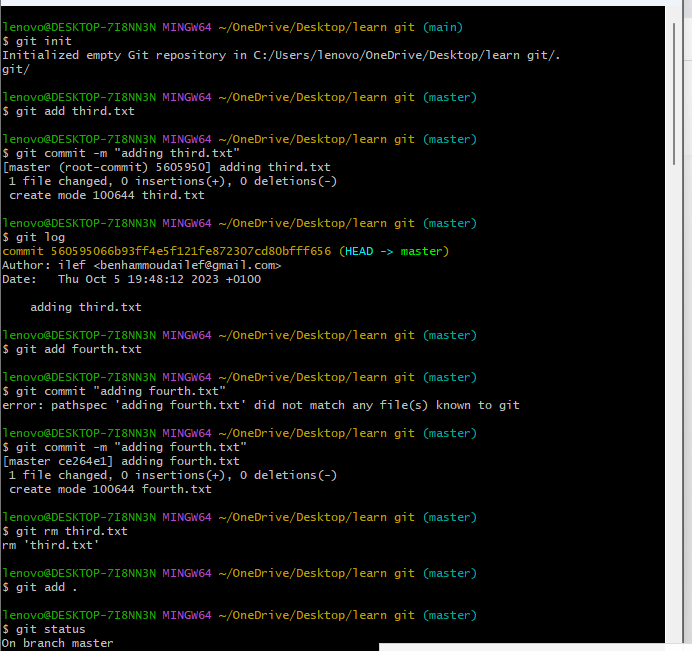 lenovo@DESKTOP-7I8NN3N MINGW64 ~/OneDrive/Desktop/learn git (main)
$ git init
Initialized empty Git repository in C:/Users/lenovo/OneDrive/Desktop/learn git/.
git/
lenovo@DESKTOP-7I8NN3N MINGW64 ~/OneDrive/Desktop/learn git (master)
$ git add third.txt
lenovo@DESKTOP-7I8NN3N MINGW64 ~/OneDrive/Desktop/learn git (master)
$ git commit -m "adding third.txt"
[master (root-commit) 5605950] adding third.txt
 1 file changed, 0 insertions(+), 0 deletions(-)
 create mode 100644 third.txt
lenovo@DESKTOP-7I8NN3N MINGW64 ~/OneDrive/Desktop/learn git (master)
$ git log
commit 560595066b93ff4e5f121fe872307cd80bfff656 (HEAD -> master)
Author: ilef <benhammoudailef@gmail.com>
Date:   Thu Oct 5 19:48:12 2023 +0100
    adding third.txt
lenovo@DESKTOP-7I8NN3N MINGW64 ~/OneDrive/Desktop/learn git (master)
$ git add fourth.txt
lenovo@DESKTOP-7I8NN3N MINGW64 ~/OneDrive/Desktop/learn git (master)
$ git commit "adding fourth.txt"
error: pathspec 'adding fourth.txt' did not match any file(s) known to git
lenovo@DESKTOP-7I8NN3N MINGW64 ~/OneDrive/Desktop/learn git (master)
$ git commit -m "adding fourth.txt"
[master ce264e1] adding fourth.txt
 1 file changed, 0 insertions(+), 0 deletions(-)
 create mode 100644 fourth.txt
lenovo@DESKTOP-7I8NN3N MINGW64 ~/OneDrive/Desktop/learn git (master)
$ git rm third.txt
rm 'third.txt'
lenovo@DESKTOP-7I8NN3N MINGW64 ~/OneDrive/Desktop/learn git (master)
$ git add .
lenovo@DESKTOP-7I8NN3N MINGW64 ~/OneDrive/Desktop/learn git (master)
$ git status
On branch master